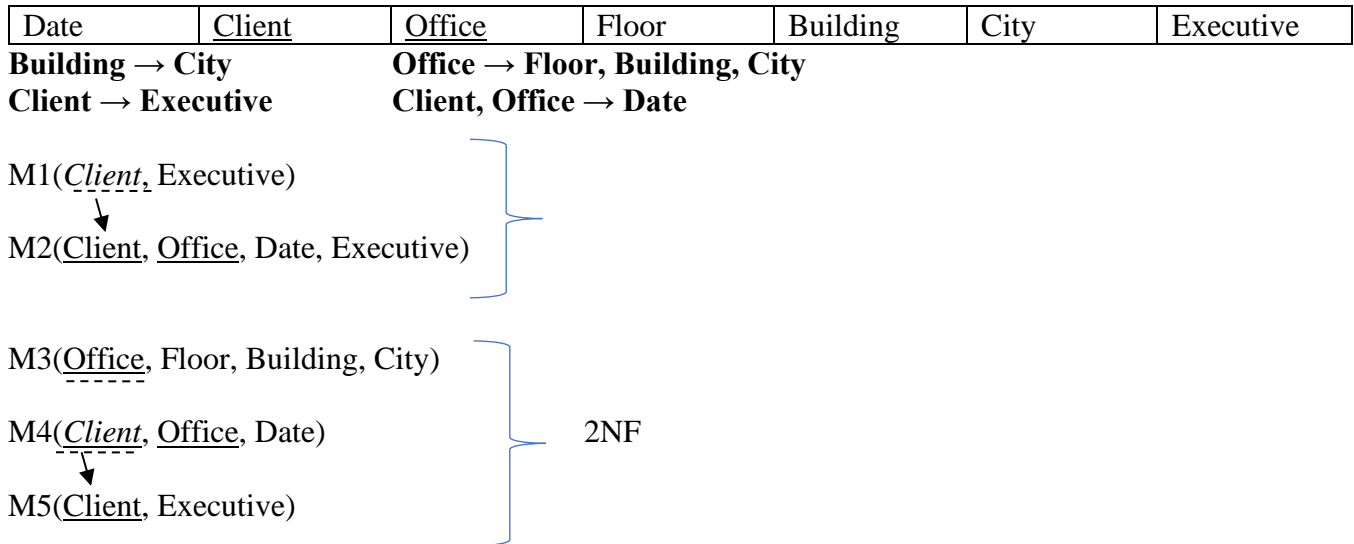 Date Client Office Floor Building City Executive
Building → City Office → Floor, Building, City
Client → Executive Client, Office → Date
M1(Client, Executive)
M2(Client, Office, Date, Executive)
M3(Office, Floor, Building, City)
M4(Client, Office, Date) 2NF
M5(Client, Executive)